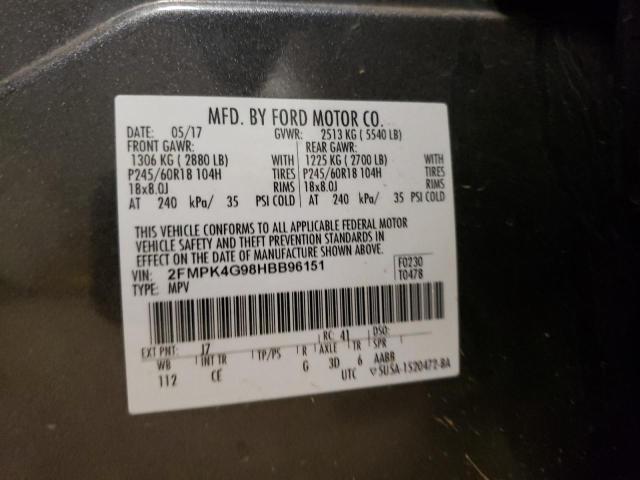 MFD. BY FORD MOTOR CO.
DATE: 05/17 GVWR: 2513 KG ( 5540 LB)
FRONT GAWR: REAR GAWR:
1306 KG ( 2880 LB) WITH 1225 KG ( 2700 LB) WITH
P245/60R18 104H TIRES P245/60R18 104H TIRES
18x8.0J RIMS 18x8.0J RIMS
AT 240 kPa/ 35 PSI COLD AT 240 kPa/ 35 PSI COLD
THIS VEHICLE CONFORMS TO ALL APPLICABLE FEDERAL MOTOR
VEHICLE SAFETY AND THEFT PREVENTION STANDARDS IN
EFFECT ON THE DATE OF MANUFACTURE SHOWN ABOVE.
VIN: 2FMPK4G98HBB96151 F0230
TYPE: MPV T0478
EXT PNT: J7 RC: 41 DSO:
WB INT TR TP/PS R AXLE TR SPR
112 CE G 3D 6 AABB
UTC ▽5USA-1520472-BA